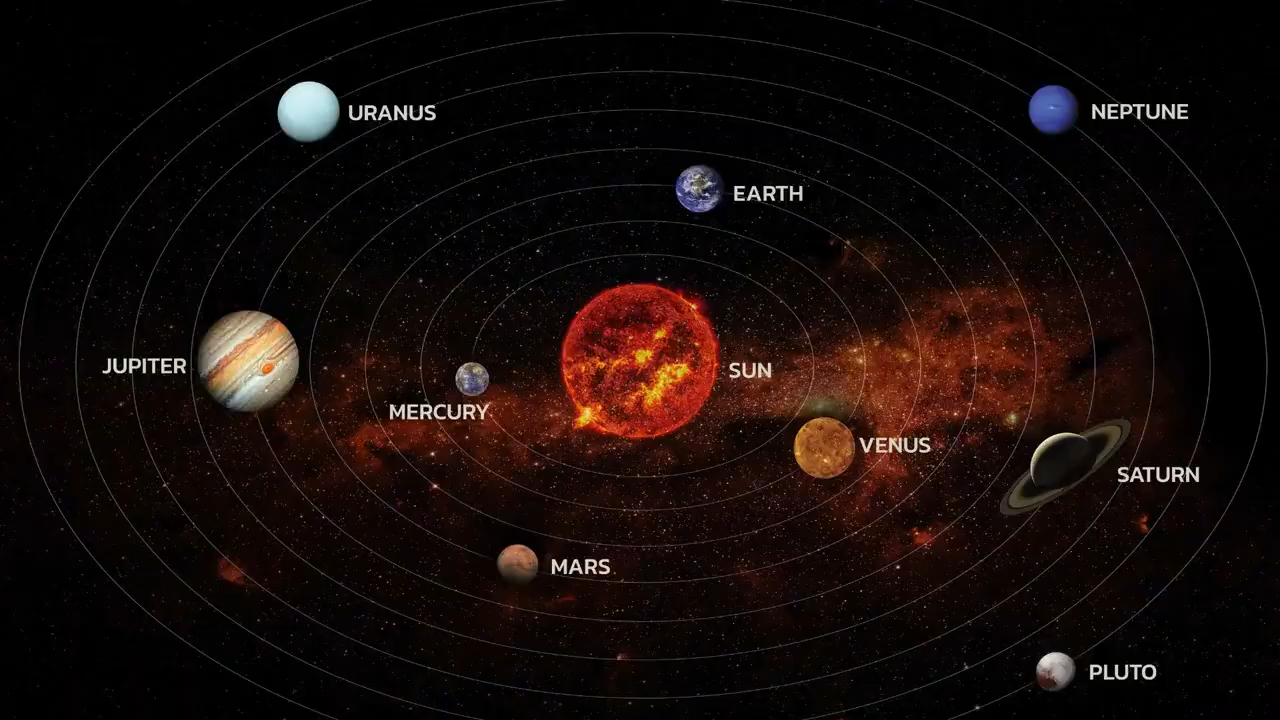 URANUS
NEPTUNE
EARTH
JUPITER
SUN
MERCURY
VENUS
SATURN
MARS
PLUTO